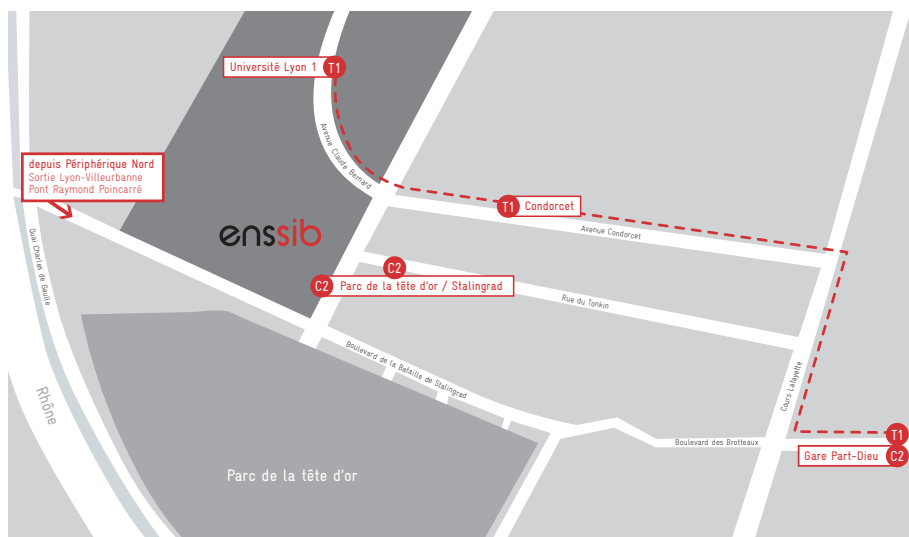 Université Lyon 1 T1
Avenue Claude Bernard
depuis Périphérique Nord
Sortie Lyon-Villeurbanne
Pont Raymond Poincarré
T1 Condorcet
Avenue Condorcet
enssib
Quai Charles de Gaulle
C2
C2 Parc de la tête d'or / Stalingrad
Rue du Tonkin
Boulevard de la Bataille de Stalingrad
Cours Lafayette
Rhône
T1
Boulevard des Brotteaux
Gare Part-Dieu C2
Parc de la tête d'or